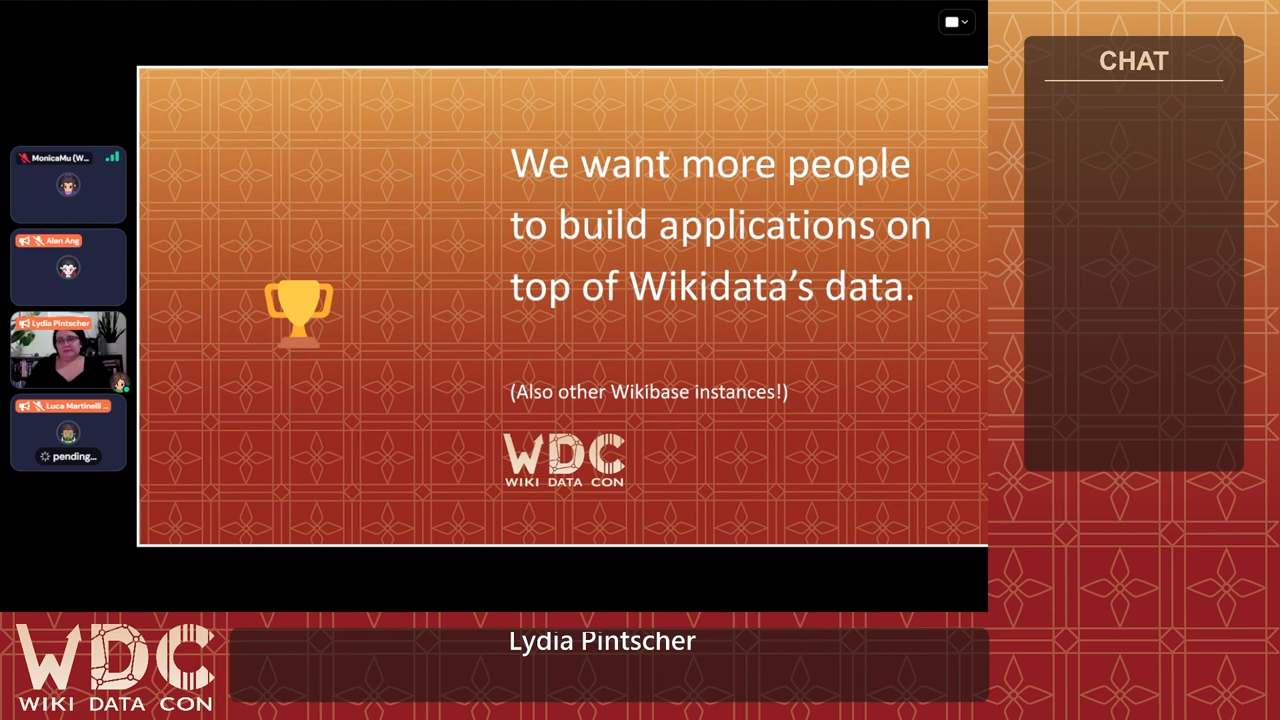 MonicaMu (W...
Alan Ang
Lydia Pintscher
Luca Martinelli ...
pending...
We want more people
to build applications on
top of Wikidata’s data.
(Also other Wikibase instances!)
WDC
WIKI DATA CON
CHAT
WDC
WIKI DATA CON
Lydia Pintscher